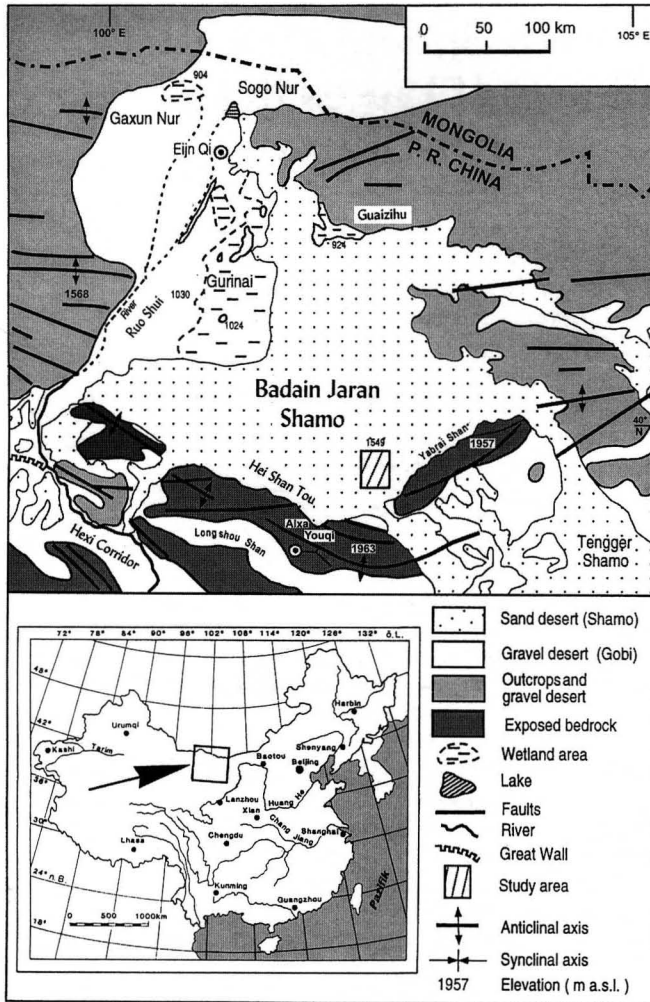 100° E
0 50 100 km
105° E
904
Sogo Nur
Gaxun Nur
MONGOLIA
P. R. CHINA
Eijn Qi
Guaizihu
924
1568
River
Ruo Shui
1030
Gurinai
1024
Badain Jaran
Shamo
40°
N
1549
Yabrai Shan
1957
Hei Shan Tou
Alxa
Youqi
Longshou Shan
1963
Hexi Corridor
Tengger
Shamo
72° 78° 84° 90° 96° 102° 108° 114° 120° 126° 132° ö.L.
48°
42°
36°
30°
24° n.B.
18°
Harbin
Urumqi
Kashi
Tarim
Shenyang
Baotou
Beijing
Lanzhou
Huang He
Xian
Chang Jiang
Shanghai
Chengdu
Lhasa
Kunming
Guangzhou
Pasifik
0 500 1000km
Sand desert (Shamo)
Gravel desert (Gobi)
Outcrops and
gravel desert
Exposed bedrock
Wetland area
Lake
Faults
River
Great Wall
Study area
Anticlinal axis
Synclinal axis
1957 Elevation ( m a.s.l. )